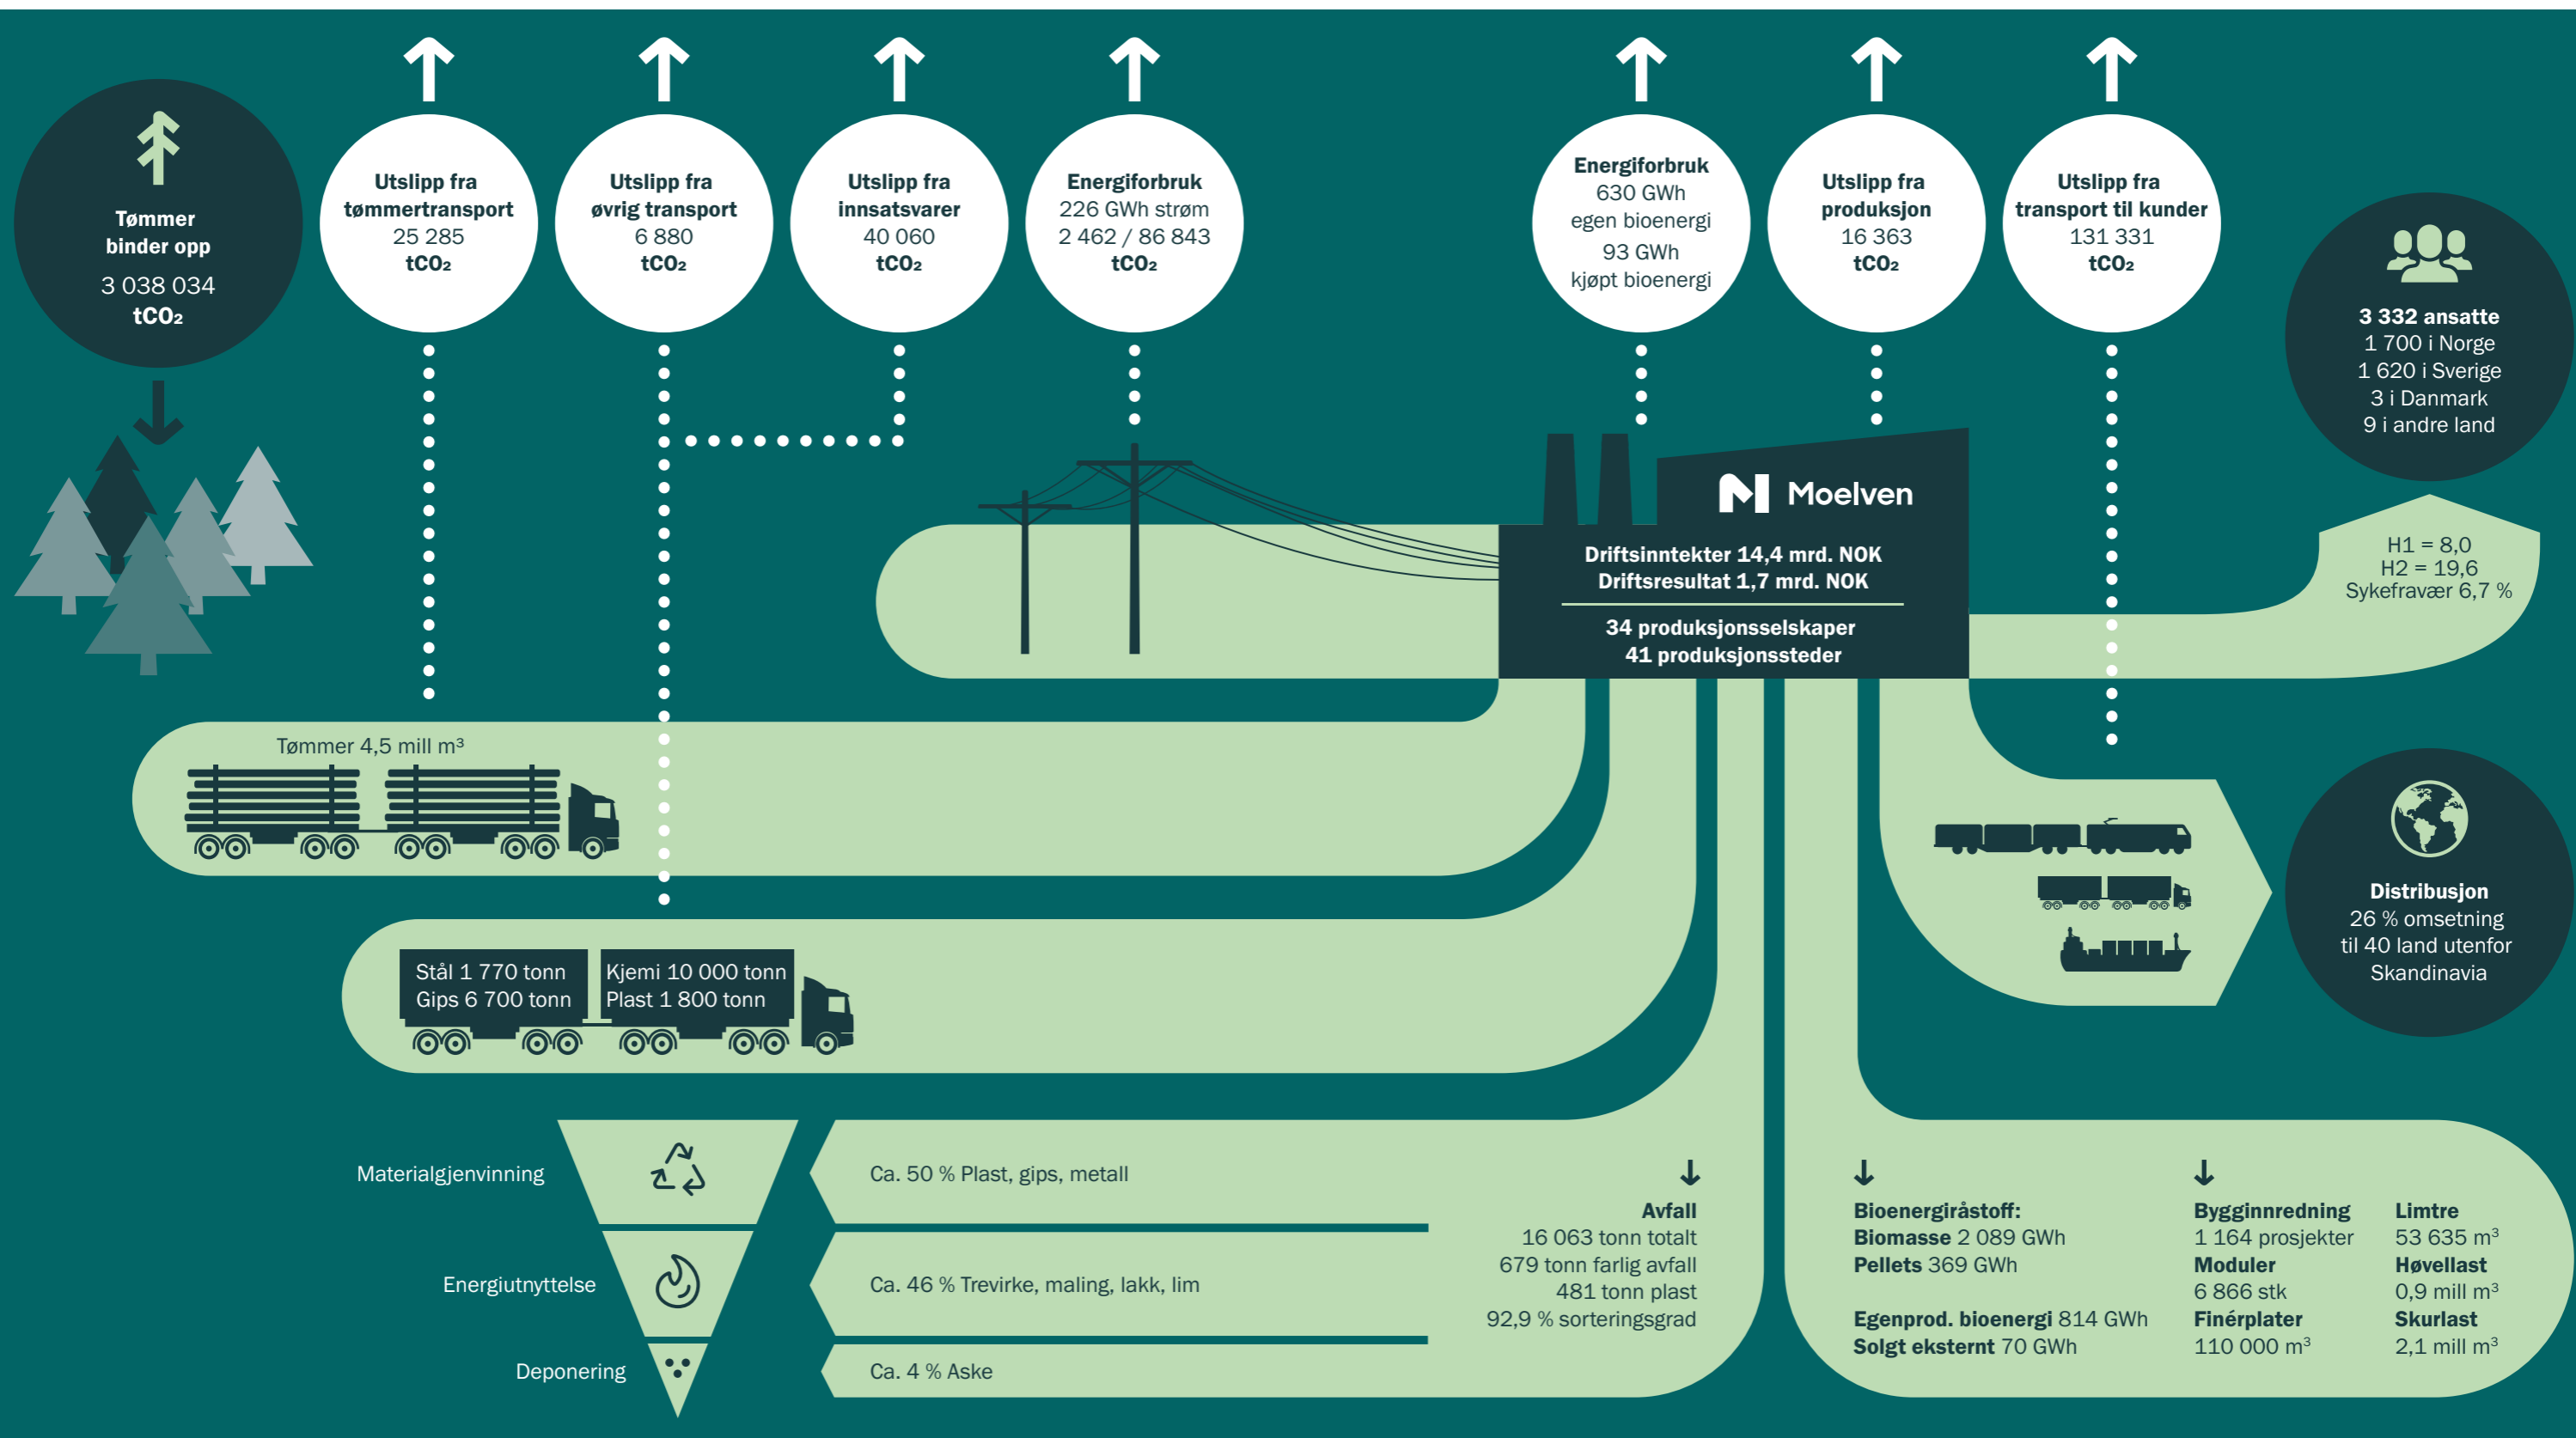 Tømmer
binder opp
3 038 034
tCO₂
Utslipp fra
tømmertransport
25 285
tCO₂
Utslipp fra
øvrig transport
6 880
tCO₂
Utslipp fra
innsatsvarer
40 060
tCO₂
Energiforbruk
226 GWh strøm
2 462 / 86 843
tCO₂
Energiforbruk
630 GWh
egen bioenergi
93 GWh
kjøpt bioenergi
Utslipp fra
produksjon
16 363
tCO₂
Utslipp fra
transport til kunder
131 331
tCO₂
3 332 ansatte
1 700 i Norge
1 620 i Sverige
3 i Danmark
9 i andre land
H1 = 8,0
H2 = 19,6
Sykefravær 6,7 %
Moelven
Driftsinntekter 14,4 mrd. NOK
Driftsresultat 1,7 mrd. NOK
34 produksjonsselskaper
41 produksjonssteder
Tømmer 4,5 mill m³
Stål 1 770 tonn
Gips 6 700 tonn
Kjemi 10 000 tonn
Plast 1 800 tonn
Distribusjon
26 % omsetning
til 40 land utenfor
Skandinavia
Materialgjenvinning
Ca. 50 % Plast, gips, metall
Energiutnyttelse
Ca. 46 % Trevirke, maling, lakk, lim
Deponering
Ca. 4 % Aske
Avfall
16 063 tonn totalt
679 tonn farlig avfall
481 tonn plast
92,9 % sorteringsgrad
Bioenergiråstoff:
Biomasse 2 089 GWh
Pellets 369 GWh
Egenprod. bioenergi 814 GWh
Solgt eksternt 70 GWh
Bygginnredning
1 164 prosjekter
Moduler
6 866 stk
Finérplater
110 000 m³
Limtre
53 635 m³
Høvellast
0,9 mill m³
Skurlast
2,1 mill m³